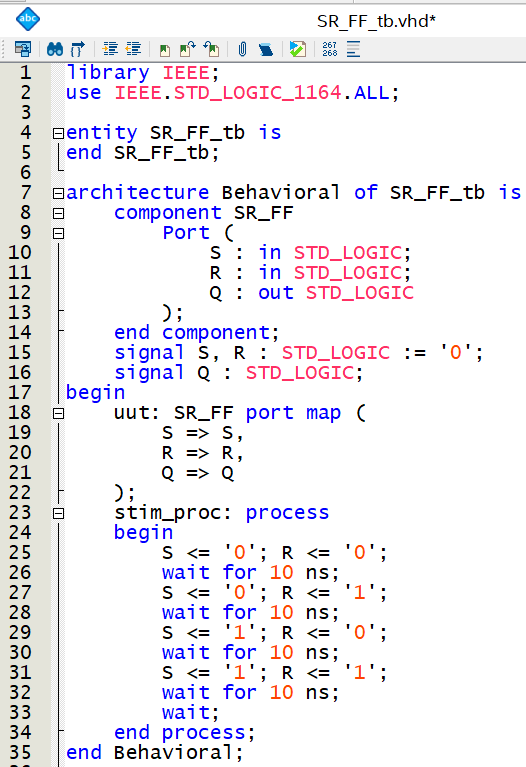 abc
SR_FF_tb.vhd*
267
268
1 library IEEE;
2 use IEEE.STD_LOGIC_1164.ALL;
3
4 entity SR_FF_tb is
5 end SR_FF_tb;
6
7 architecture Behavioral of SR_FF_tb is
8     component SR_FF
9         Port (
10             S : in STD_LOGIC;
11             R : in STD_LOGIC;
12             Q : out STD_LOGIC
13         );
14     end component;
15     signal S, R : STD_LOGIC := '0';
16     signal Q : STD_LOGIC;
17 begin
18     uut: SR_FF port map (
19         S => S,
20         R => R,
21         Q => Q
22     );
23     stim_proc: process
24     begin
25         S <= '0'; R <= '0';
26         wait for 10 ns;
27         S <= '0'; R <= '1';
28         wait for 10 ns;
29         S <= '1'; R <= '0';
30         wait for 10 ns;
31         S <= '1'; R <= '1';
32         wait for 10 ns;
33         wait;
34     end process;
35 end Behavioral;